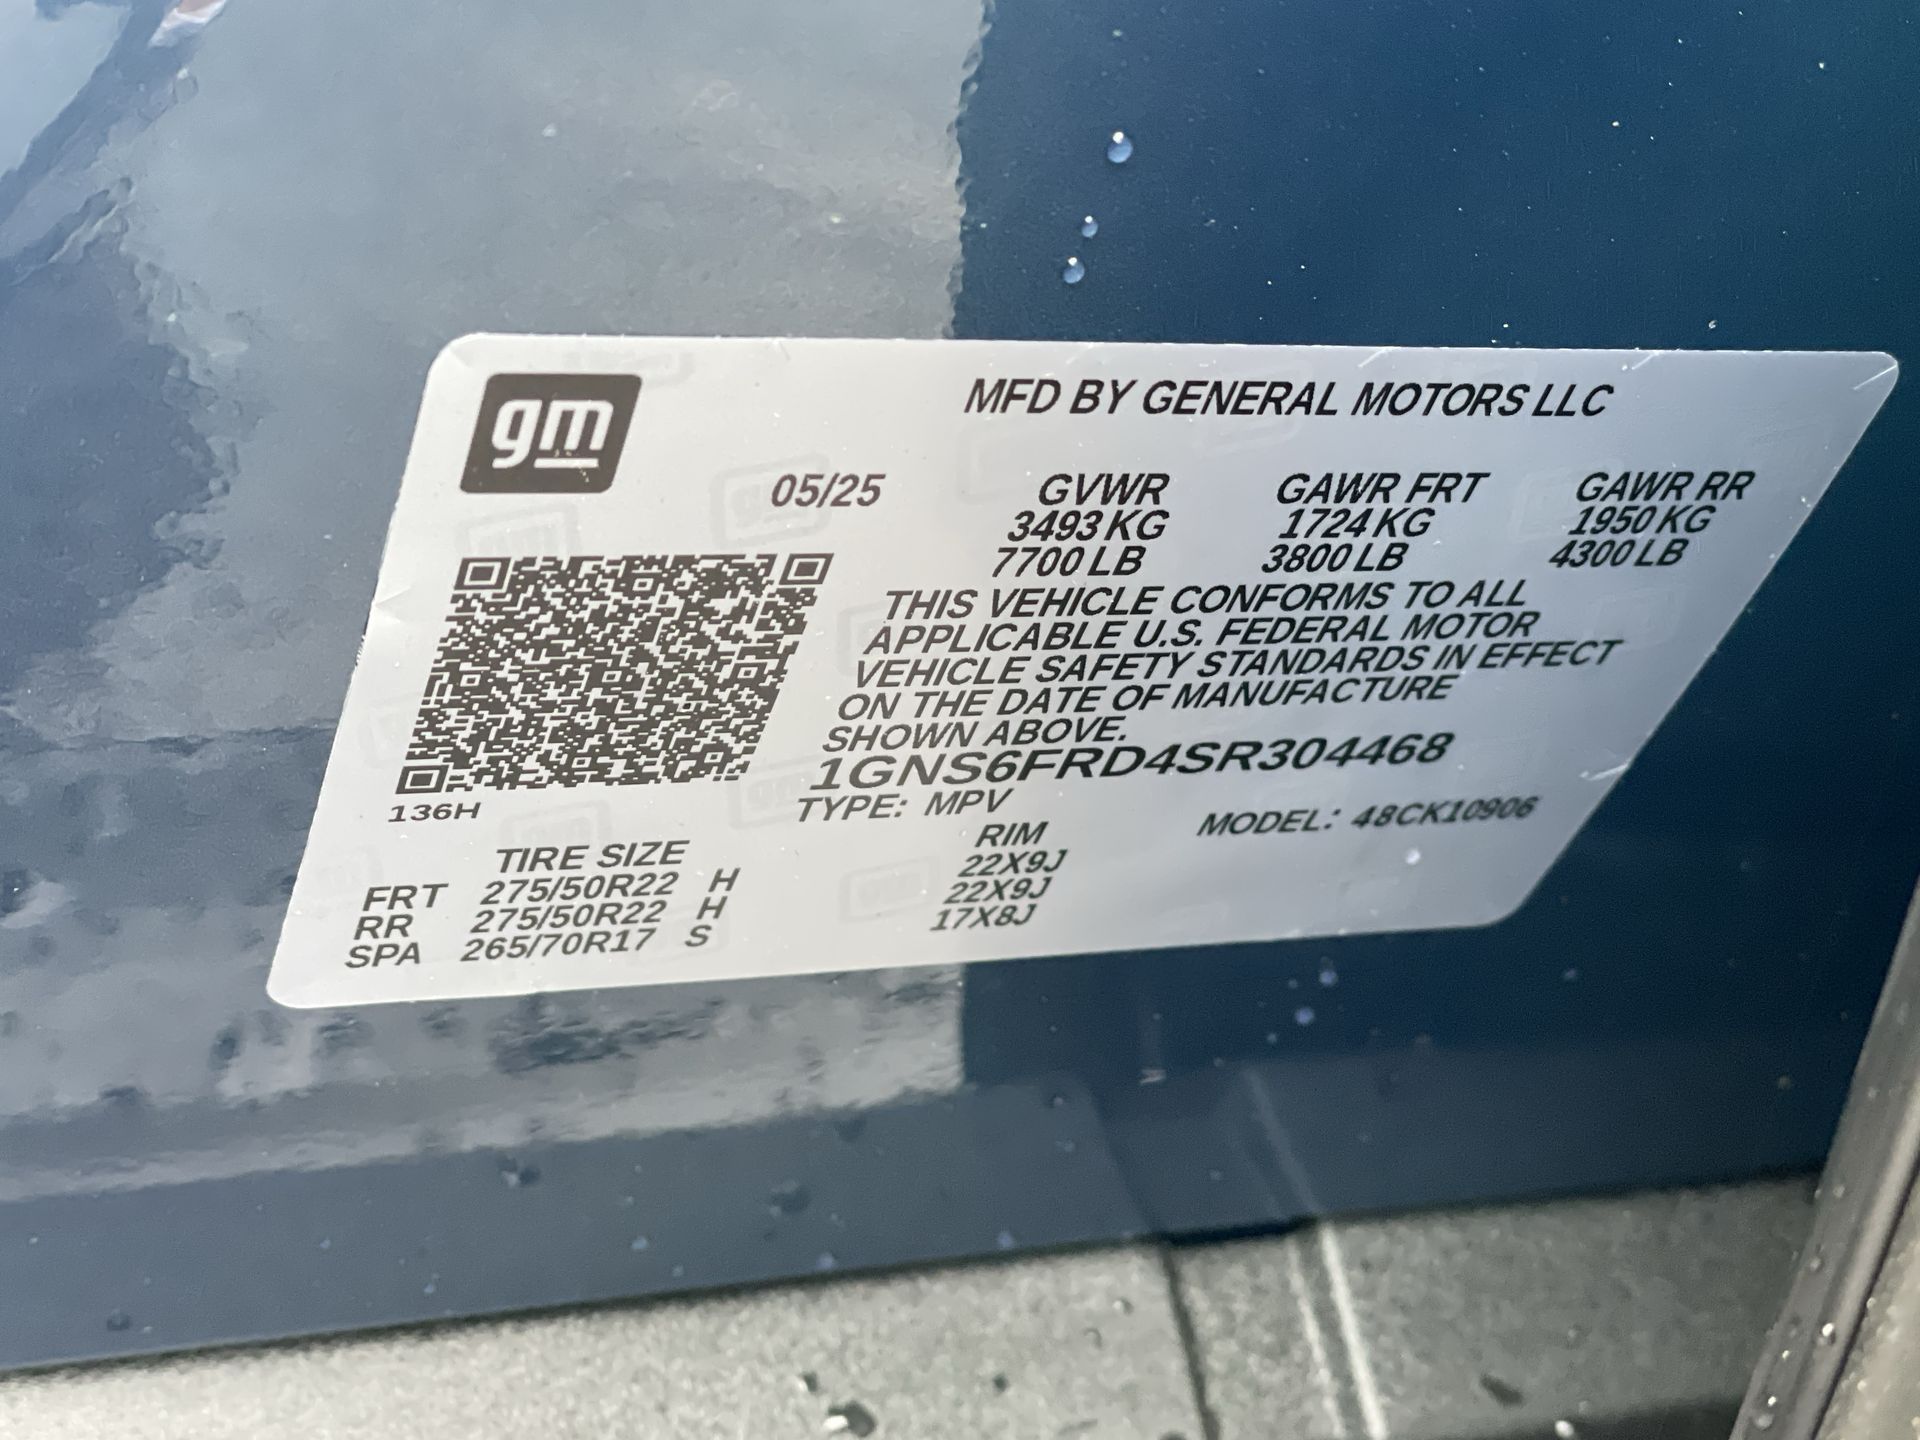 gm
MFD BY GENERAL MOTORS LLC
05/25
GVWR GAWR FRT GAWR RR
3493 KG 1724 KG 1950 KG
7700 LB 3800 LB 4300 LB
THIS VEHICLE CONFORMS TO ALL
APPLICABLE U.S. FEDERAL MOTOR
VEHICLE SAFETY STANDARDS IN EFFECT
ON THE DATE OF MANUFACTURE
SHOWN ABOVE.
1GNS6FRD4SR304468
136H
TYPE: MPV MODEL: 48CK10906
TIRE SIZE RIM
FRT 275/50R22 H 22X9J
RR 275/50R22 H 22X9J
SPA 265/70R17 S 17X8J